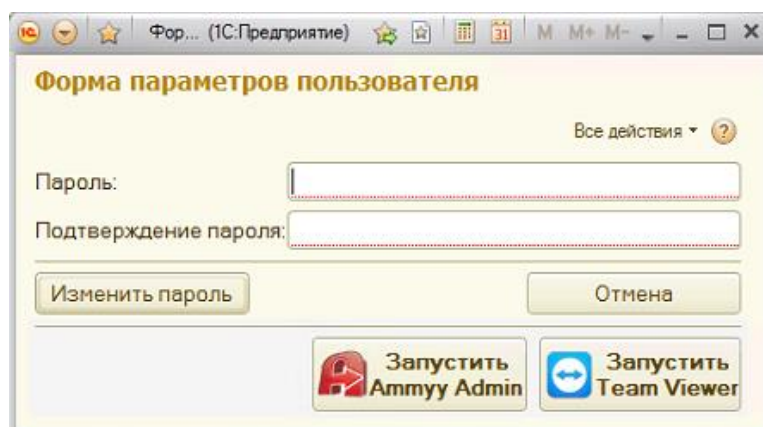 Фор... (1С:Предприятие) 31 M M+ M-
Форма параметров пользователя
Все действия ?
Пароль:
Подтверждение пароля:
Изменить пароль Отмена
Запустить
Ammyy Admin
Запустить
Team Viewer